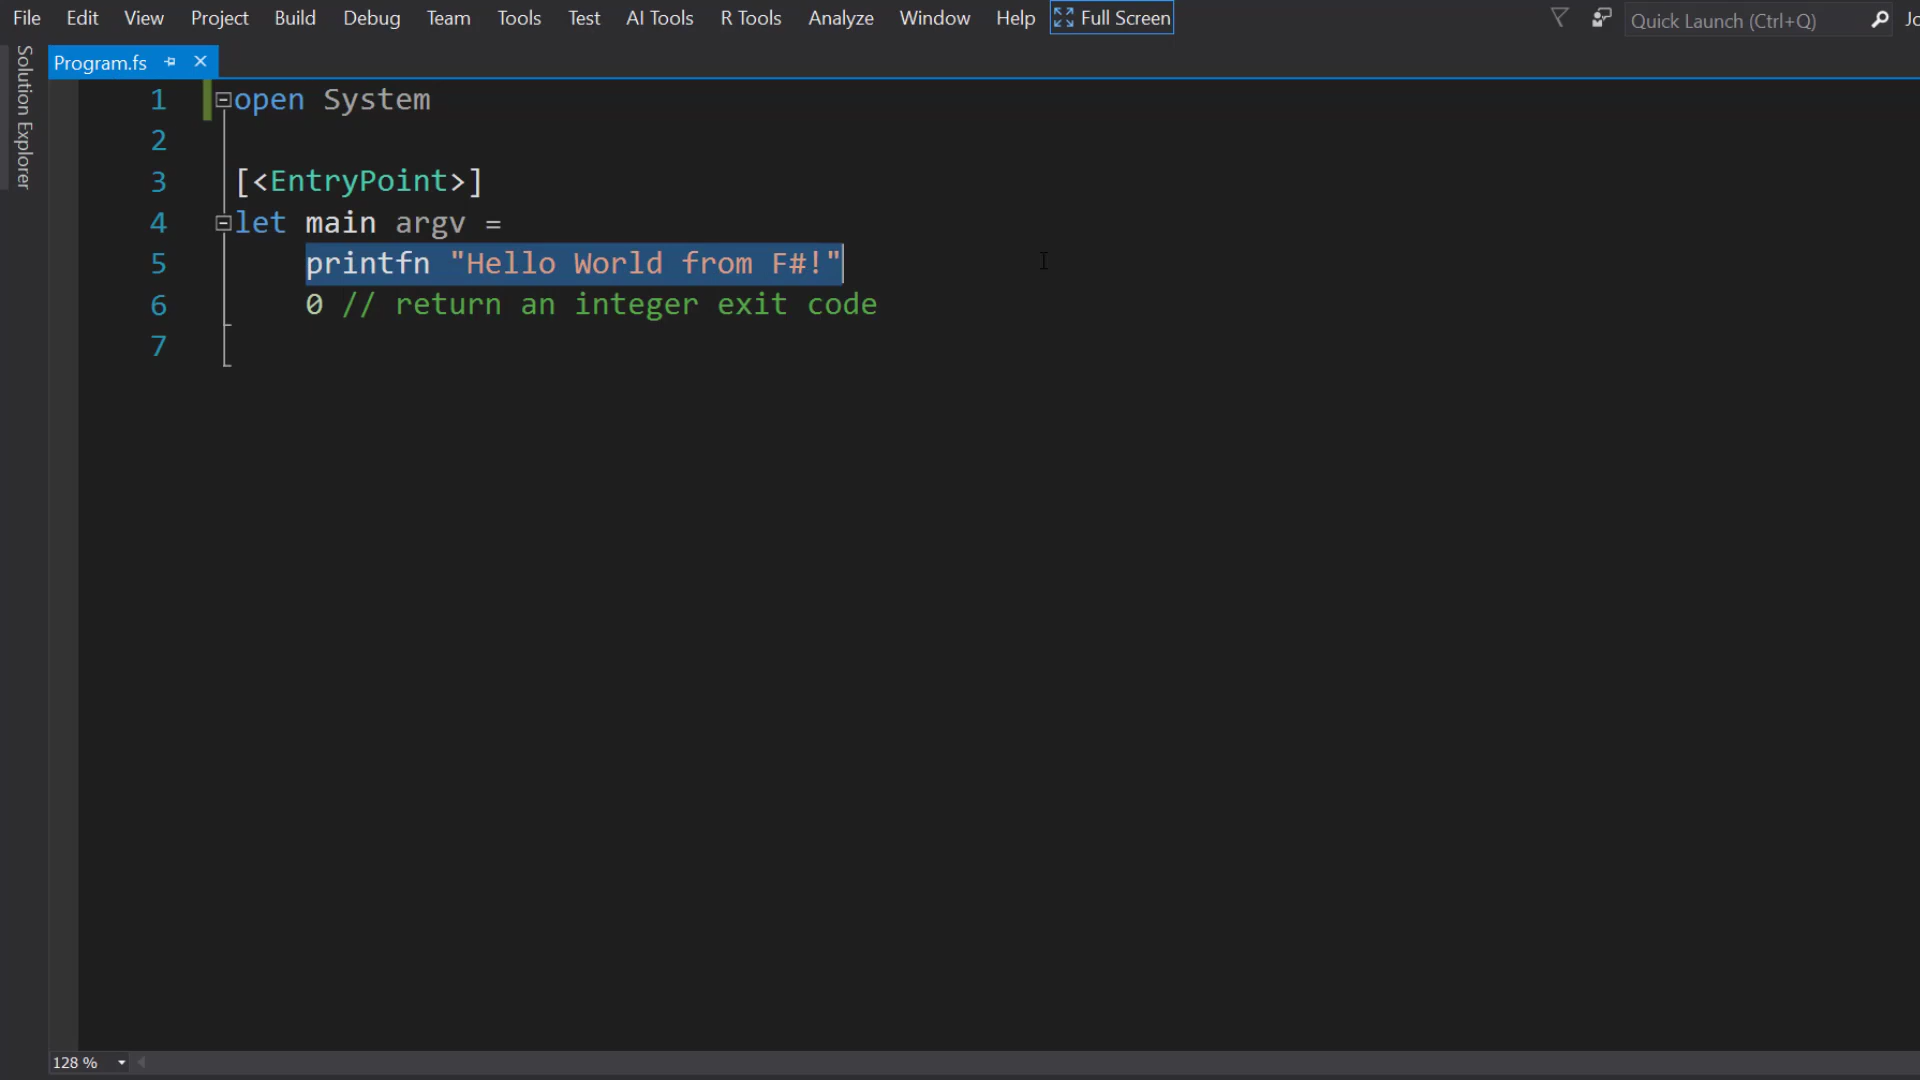 File Edit View Project Build Debug Team Tools Test AI Tools R Tools Analyze Window Help Full Screen Quick Launch (Ctrl+Q) Jo
Solution Explorer
Program.fs
1 open System
2
3 [<EntryPoint>]
4 let main argv =
5 printfn "Hello World from F#!"
6 0 // return an integer exit code
7
128 %